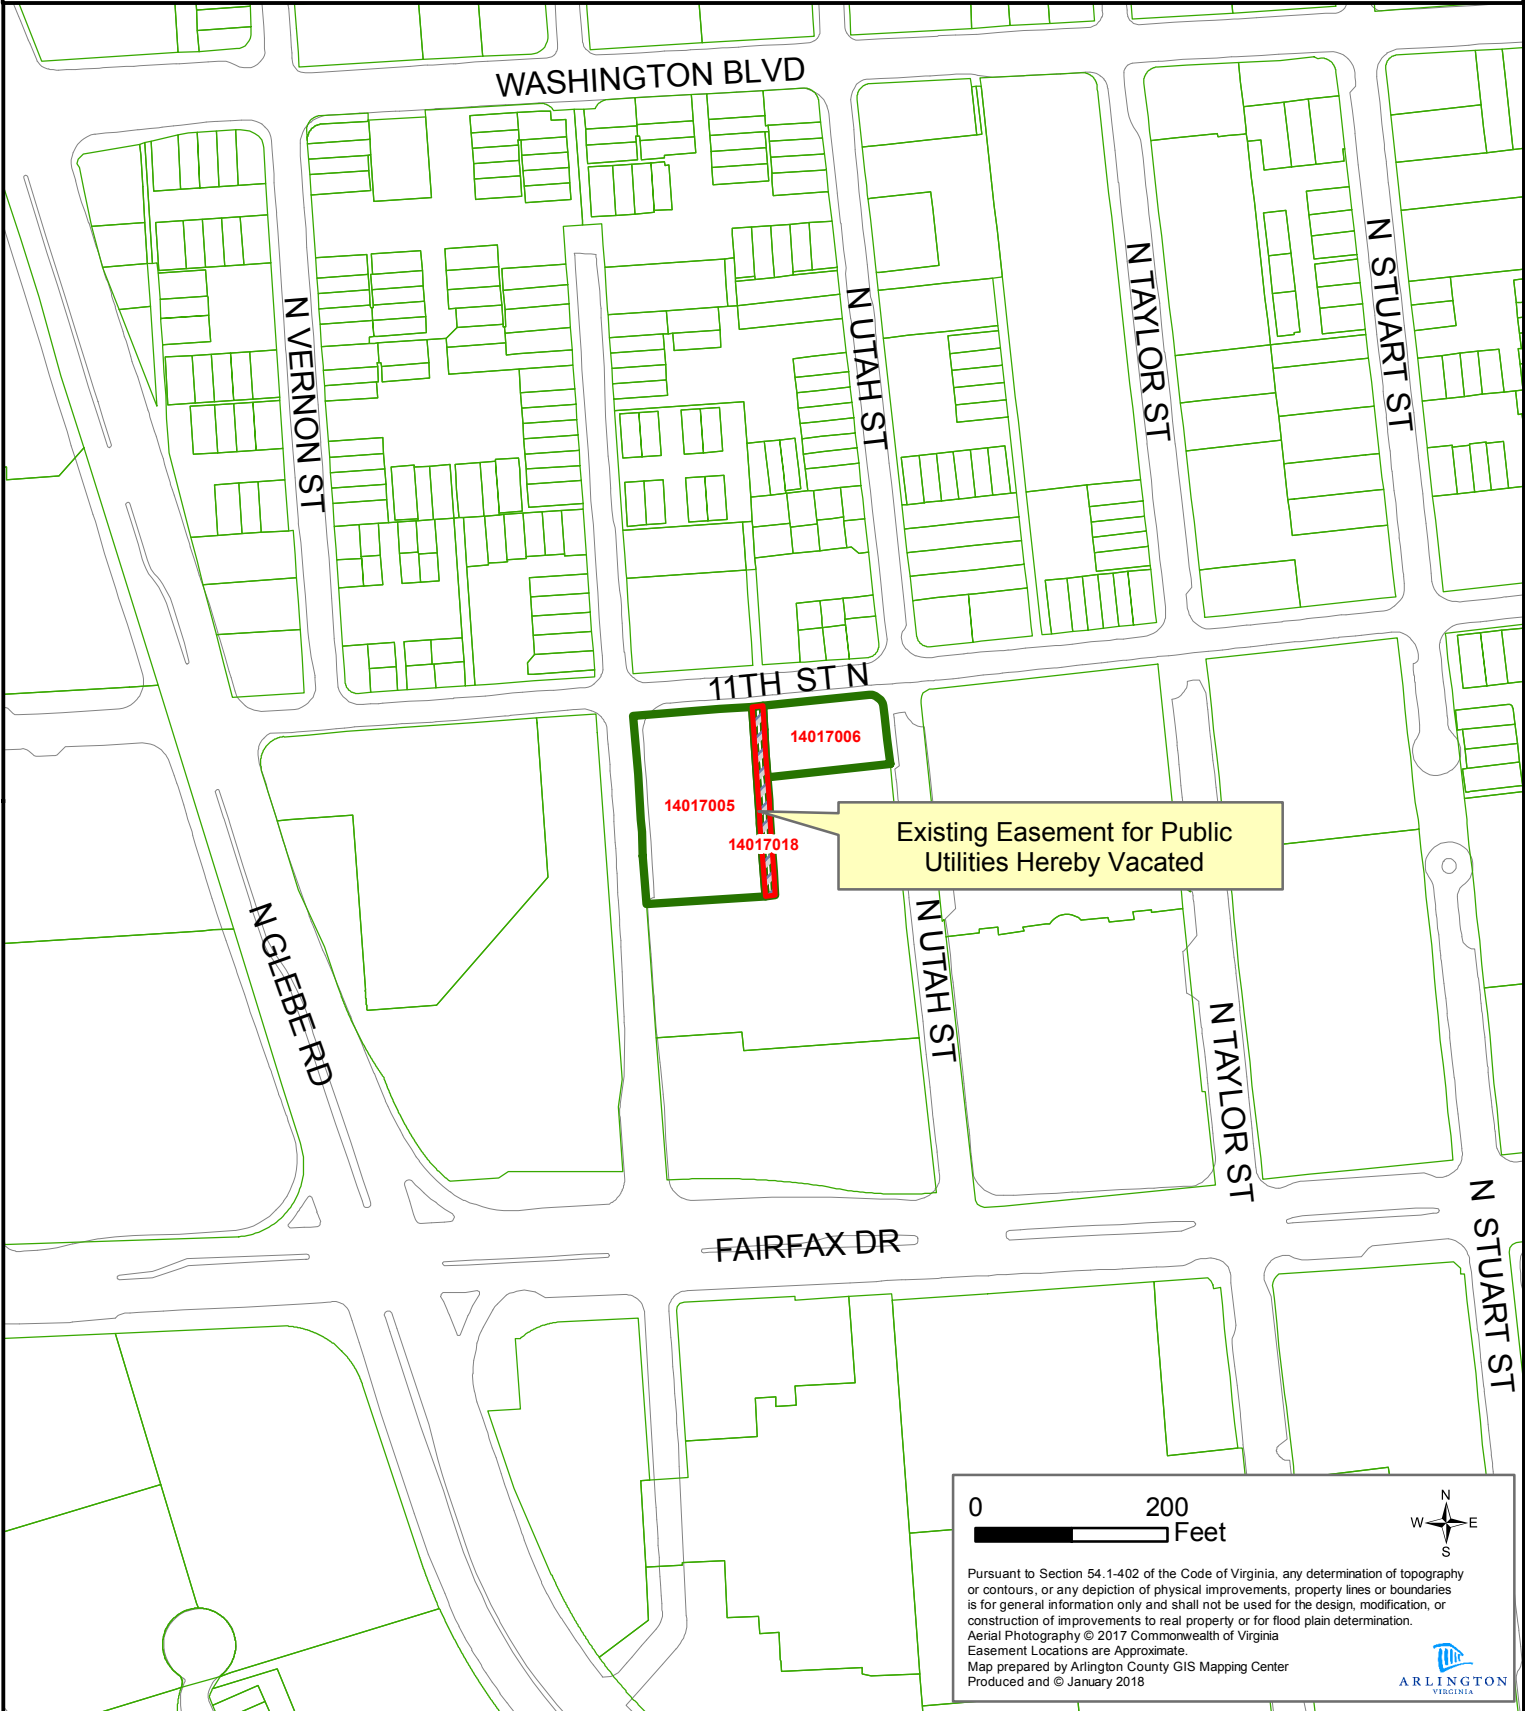 WASHINGTON BLVD
N VERNON ST
N UTAH ST
N TAYLOR ST
N STUART ST
11TH ST N
14017006
14017005
14017018
Existing Easement for Public
Utilities Hereby Vacated
N GLEBE RD
N UTAH ST
N TAYLOR ST
N STUART ST
FAIRFAX DR
0 200
Feet
N
W E
S
Pursuant to Section 54.1-402 of the Code of Virginia, any determination of topography
or contours, or any depiction of physical improvements, property lines or boundaries
is for general information only and shall not be used for the design, modification, or
construction of improvements to real property or for flood plain determination.
Aerial Photography © 2017 Commonwealth of Virginia
Easement Locations are Approximate.
Map prepared by Arlington County GIS Mapping Center
Produced and © January 2018
ARLINGTON
VIRGINIA